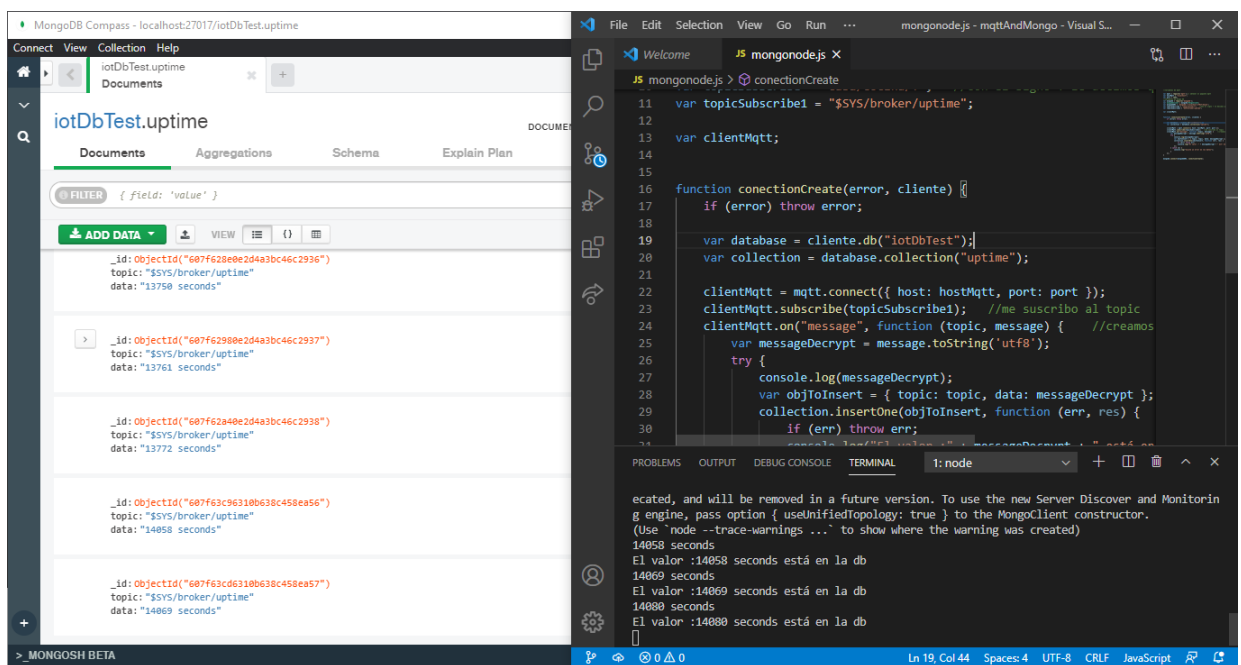 MongoDB Compass - localhost:27017/iotDbTest.uptime
Connect View Collection Help
iotDbTest.uptime
Documents
iotDbTest.uptime
DOCUME
Documents Aggregations Schema Explain Plan
FILTER { field: 'value' }
ADD DATA VIEW {}
_id:ObjectId("607f628e0e2d4a3bc46c2936")
topic:"$SYS/broker/uptime"
data:"13750 seconds"
_id:ObjectId("607f62980e2d4a3bc46c2937")
topic:"$SYS/broker/uptime"
data:"13761 seconds"
_id:ObjectId("607f62a40e2d4a3bc46c2938")
topic:"$SYS/broker/uptime"
data:"13772 seconds"
_id:ObjectId("607f63c96310b638c458ea56")
topic:"$SYS/broker/uptime"
data:"14058 seconds"
_id:ObjectId("607f63cd6310b638c458ea57")
topic:"$SYS/broker/uptime"
data:"14069 seconds"
>_MONGOSH BETA
File Edit Selection View Go Run ... mongonode.js - mqttAndMongo - Visual S...
Welcome JS mongonode.js
JS mongonode.js > conectionCreate
11 var topicSubscribe1 = "$SYS/broker/uptime";
12
13 var clientMqtt;
14
15
16 function conectionCreate(error, cliente) {
17 if (error) throw error;
18
19 var database = cliente.db("iotDbTest");
20 var collection = database.collection("uptime");
21
22 clientMqtt = mqtt.connect({ host: hostMqtt, port: port });
23 clientMqtt.subscribe(topicSubscribe1); //me suscribo al topic
24 clientMqtt.on("message", function (topic, message) { //creamos
25 var messageDecrypt = message.toString('utf8');
26 try {
27 console.log(messageDecrypt);
28 var objToInsert = { topic: topic, data: messageDecrypt };
29 collection.insertOne(objToInsert, function (err, res) {
30 if (err) throw err;
31 console.log("El valor :" + messageDecrypt + " está en
PROBLEMS OUTPUT DEBUG CONSOLE TERMINAL 1: node
ecated, and will be removed in a future version. To use the new Server Discover and Monitorin
g engine, pass option { useUnifiedTopology: true } to the MongoClient constructor.
(Use `node --trace-warnings ...` to show where the warning was created)
14058 seconds
El valor :14058 seconds está en la db
14069 seconds
El valor :14069 seconds está en la db
14080 seconds
El valor :14080 seconds está en la db
0 0 Ln 19, Col 44 Spaces: 4 UTF-8 CRLF JavaScript